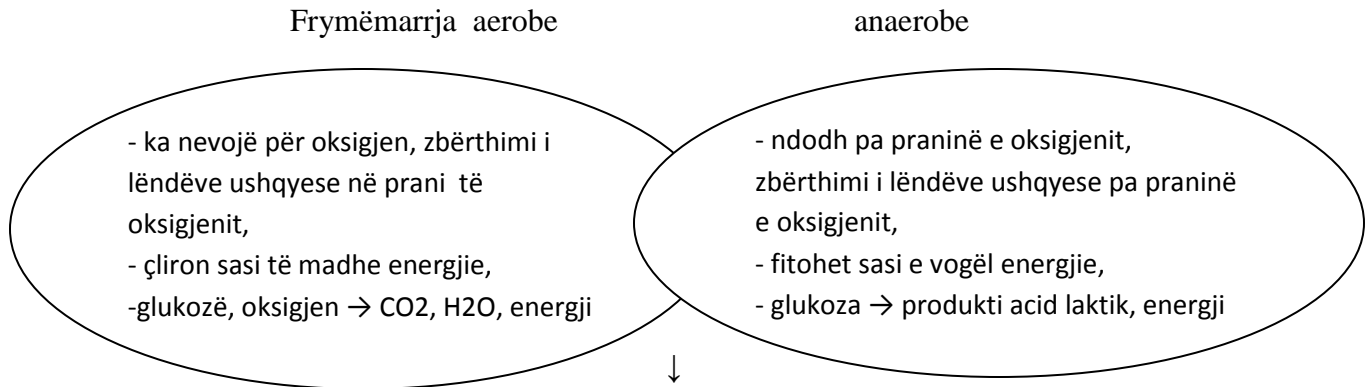 Frymëmarrja aerobe anaerobe
- ka nevojë për oksigjen, zbërthimi i
lëndëve ushqyese në prani të
oksigjenit,
- çliron sasi të madhe energjie,
-glukozë, oksigjen → CO2, H2O, energji
- ndodh pa praninë e oksigjenit,
zbërthimi i lëndëve ushqyese pa praninë
e oksigjenit,
- fitohet sasi e vogël energjie,
- glukoza → produkti acid laktik, energji
↓